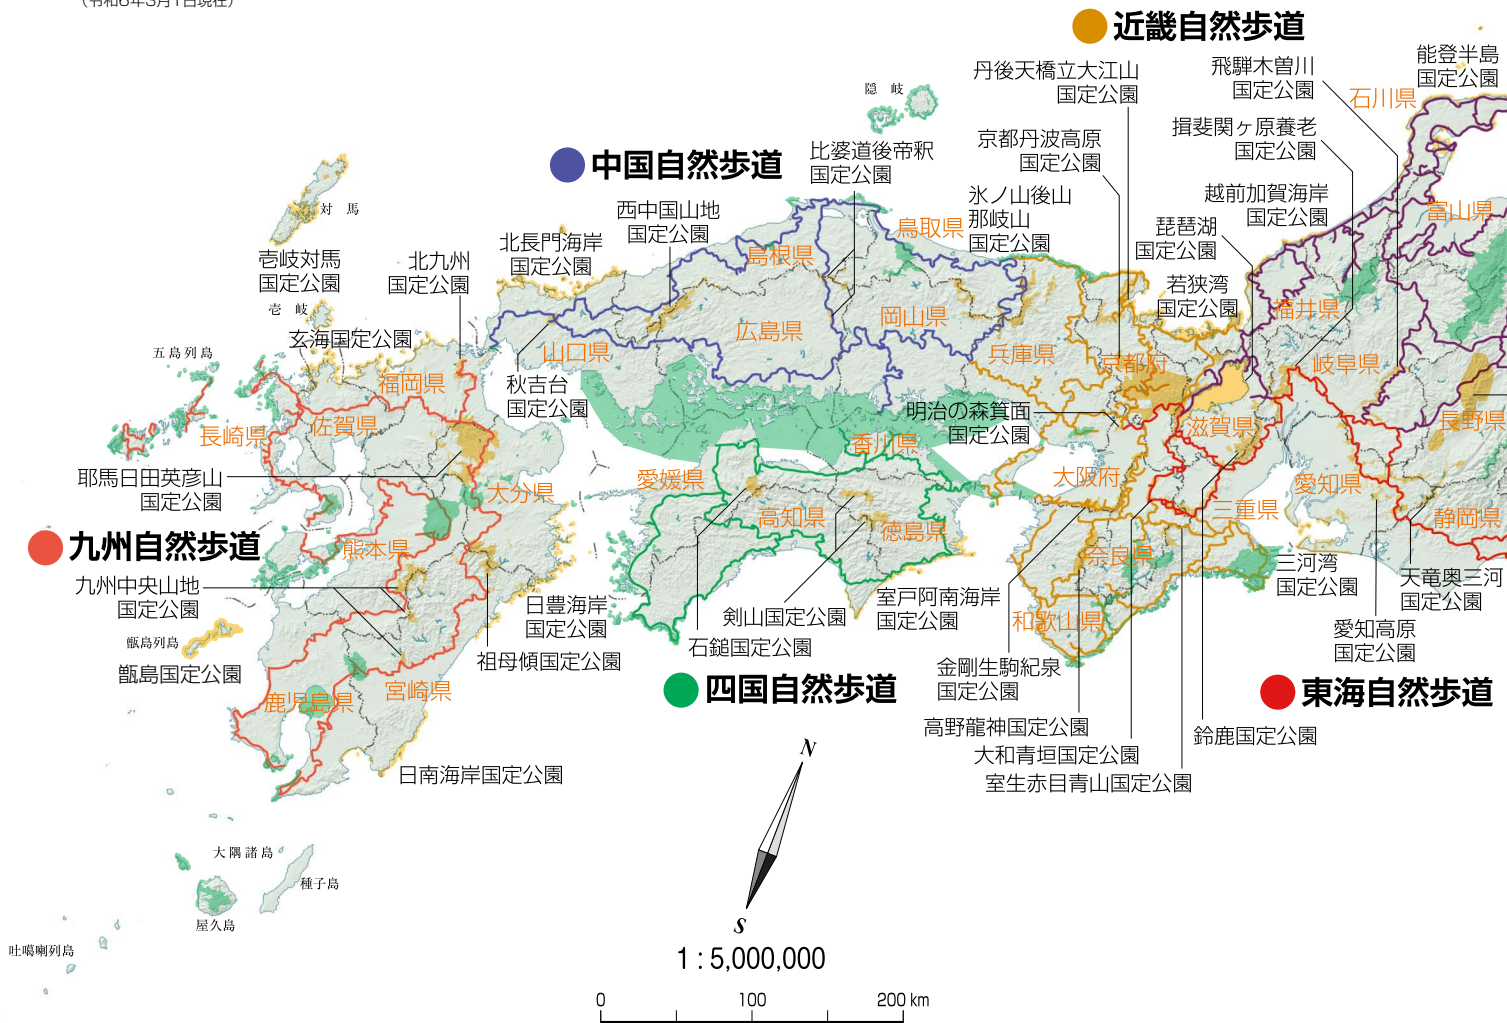 （令和6年3月1日現在）
近畿自然歩道
丹後天橋立大江山
国定公園
飛騨木曽川
国定公園
能登半島
国定公園
石川県
隠 岐
揖斐関ヶ原養老
国定公園
京都丹波高原
国定公園
比婆道後帝釈
国定公園
中国自然歩道
氷ノ山後山
那岐山
国定公園
越前加賀海岸
国定公園
富山県
対 馬
西中国山地
国定公園
鳥取県
琵琶湖
国定公園
北長門海岸
国定公園
島根県
壱岐対馬
国定公園
北九州
国定公園
若狭湾
国定公園
福井県
壱 岐
玄海国定公園
広島県
岡山県
五島列島
山口県
兵庫県
京都府
岐阜県
福岡県
秋吉台
国定公園
明治の森箕面
国定公園
長野県
長崎県
佐賀県
香川県
滋賀県
耶馬日田英彦山
国定公園
大分県
愛媛県
大阪府
愛知県
高知県
徳島県
三重県
静岡県
九州自然歩道
熊本県
奈良県
三河湾
国定公園
天竜奥三河
国定公園
九州中央山地
国定公園
日豊海岸
国定公園
剣山国定公園
室戸阿南海岸
国定公園
和歌山県
愛知高原
国定公園
甑島列島
甑島国定公園
祖母傾国定公園
石鎚国定公園
金剛生駒紀泉
国定公園
四国自然歩道
東海自然歩道
鹿児島県
宮崎県
高野龍神国定公園
鈴鹿国定公園
大和青垣国定公園
室生赤目青山国定公園
日南海岸国定公園
N
大隅諸島
種子島
屋久島
S
吐噶喇列島
1 : 5,000,000
0 100 200 km